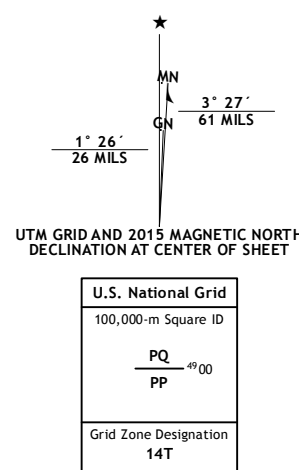 ★
MN
3° 27´
61 MILS
GN
1° 26´
26 MILS
UTM GRID AND 2015 MAGNETIC NORTH
DECLINATION AT CENTER OF SHEET
U.S. National Grid
100,000-m Square ID
PQ
4900
PP
Grid Zone Designation
14T